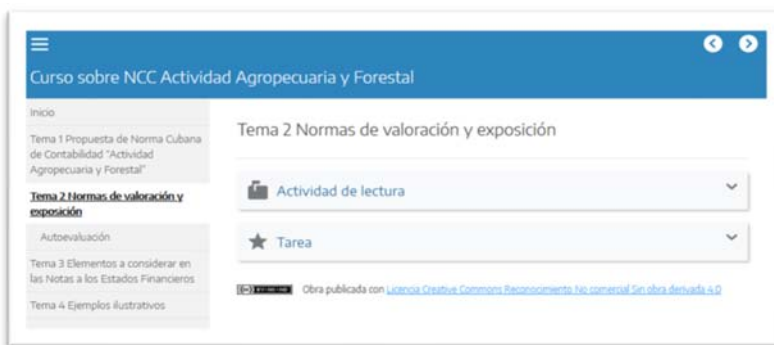 Curso sobre NCC Actividad Agropecuaria y Forestal
Inicio
Tema 1 Propuesta de Norma Cubana
de Contabilidad "Actividad
Agropecuaria y Forestal"
Tema 2 Normas de valoración y
exposición
Autoevaluación
Tema 3 Elementos a considerar en
las Notas a los Estados Financieros
Tema 4 Ejemplos ilustrativos
Tema 2 Normas de valoración y exposición
Actividad de lectura
Tarea
Obra publicada con Licencia Creative Commons Reconocimiento No comercial Sin obra derivada 4.0